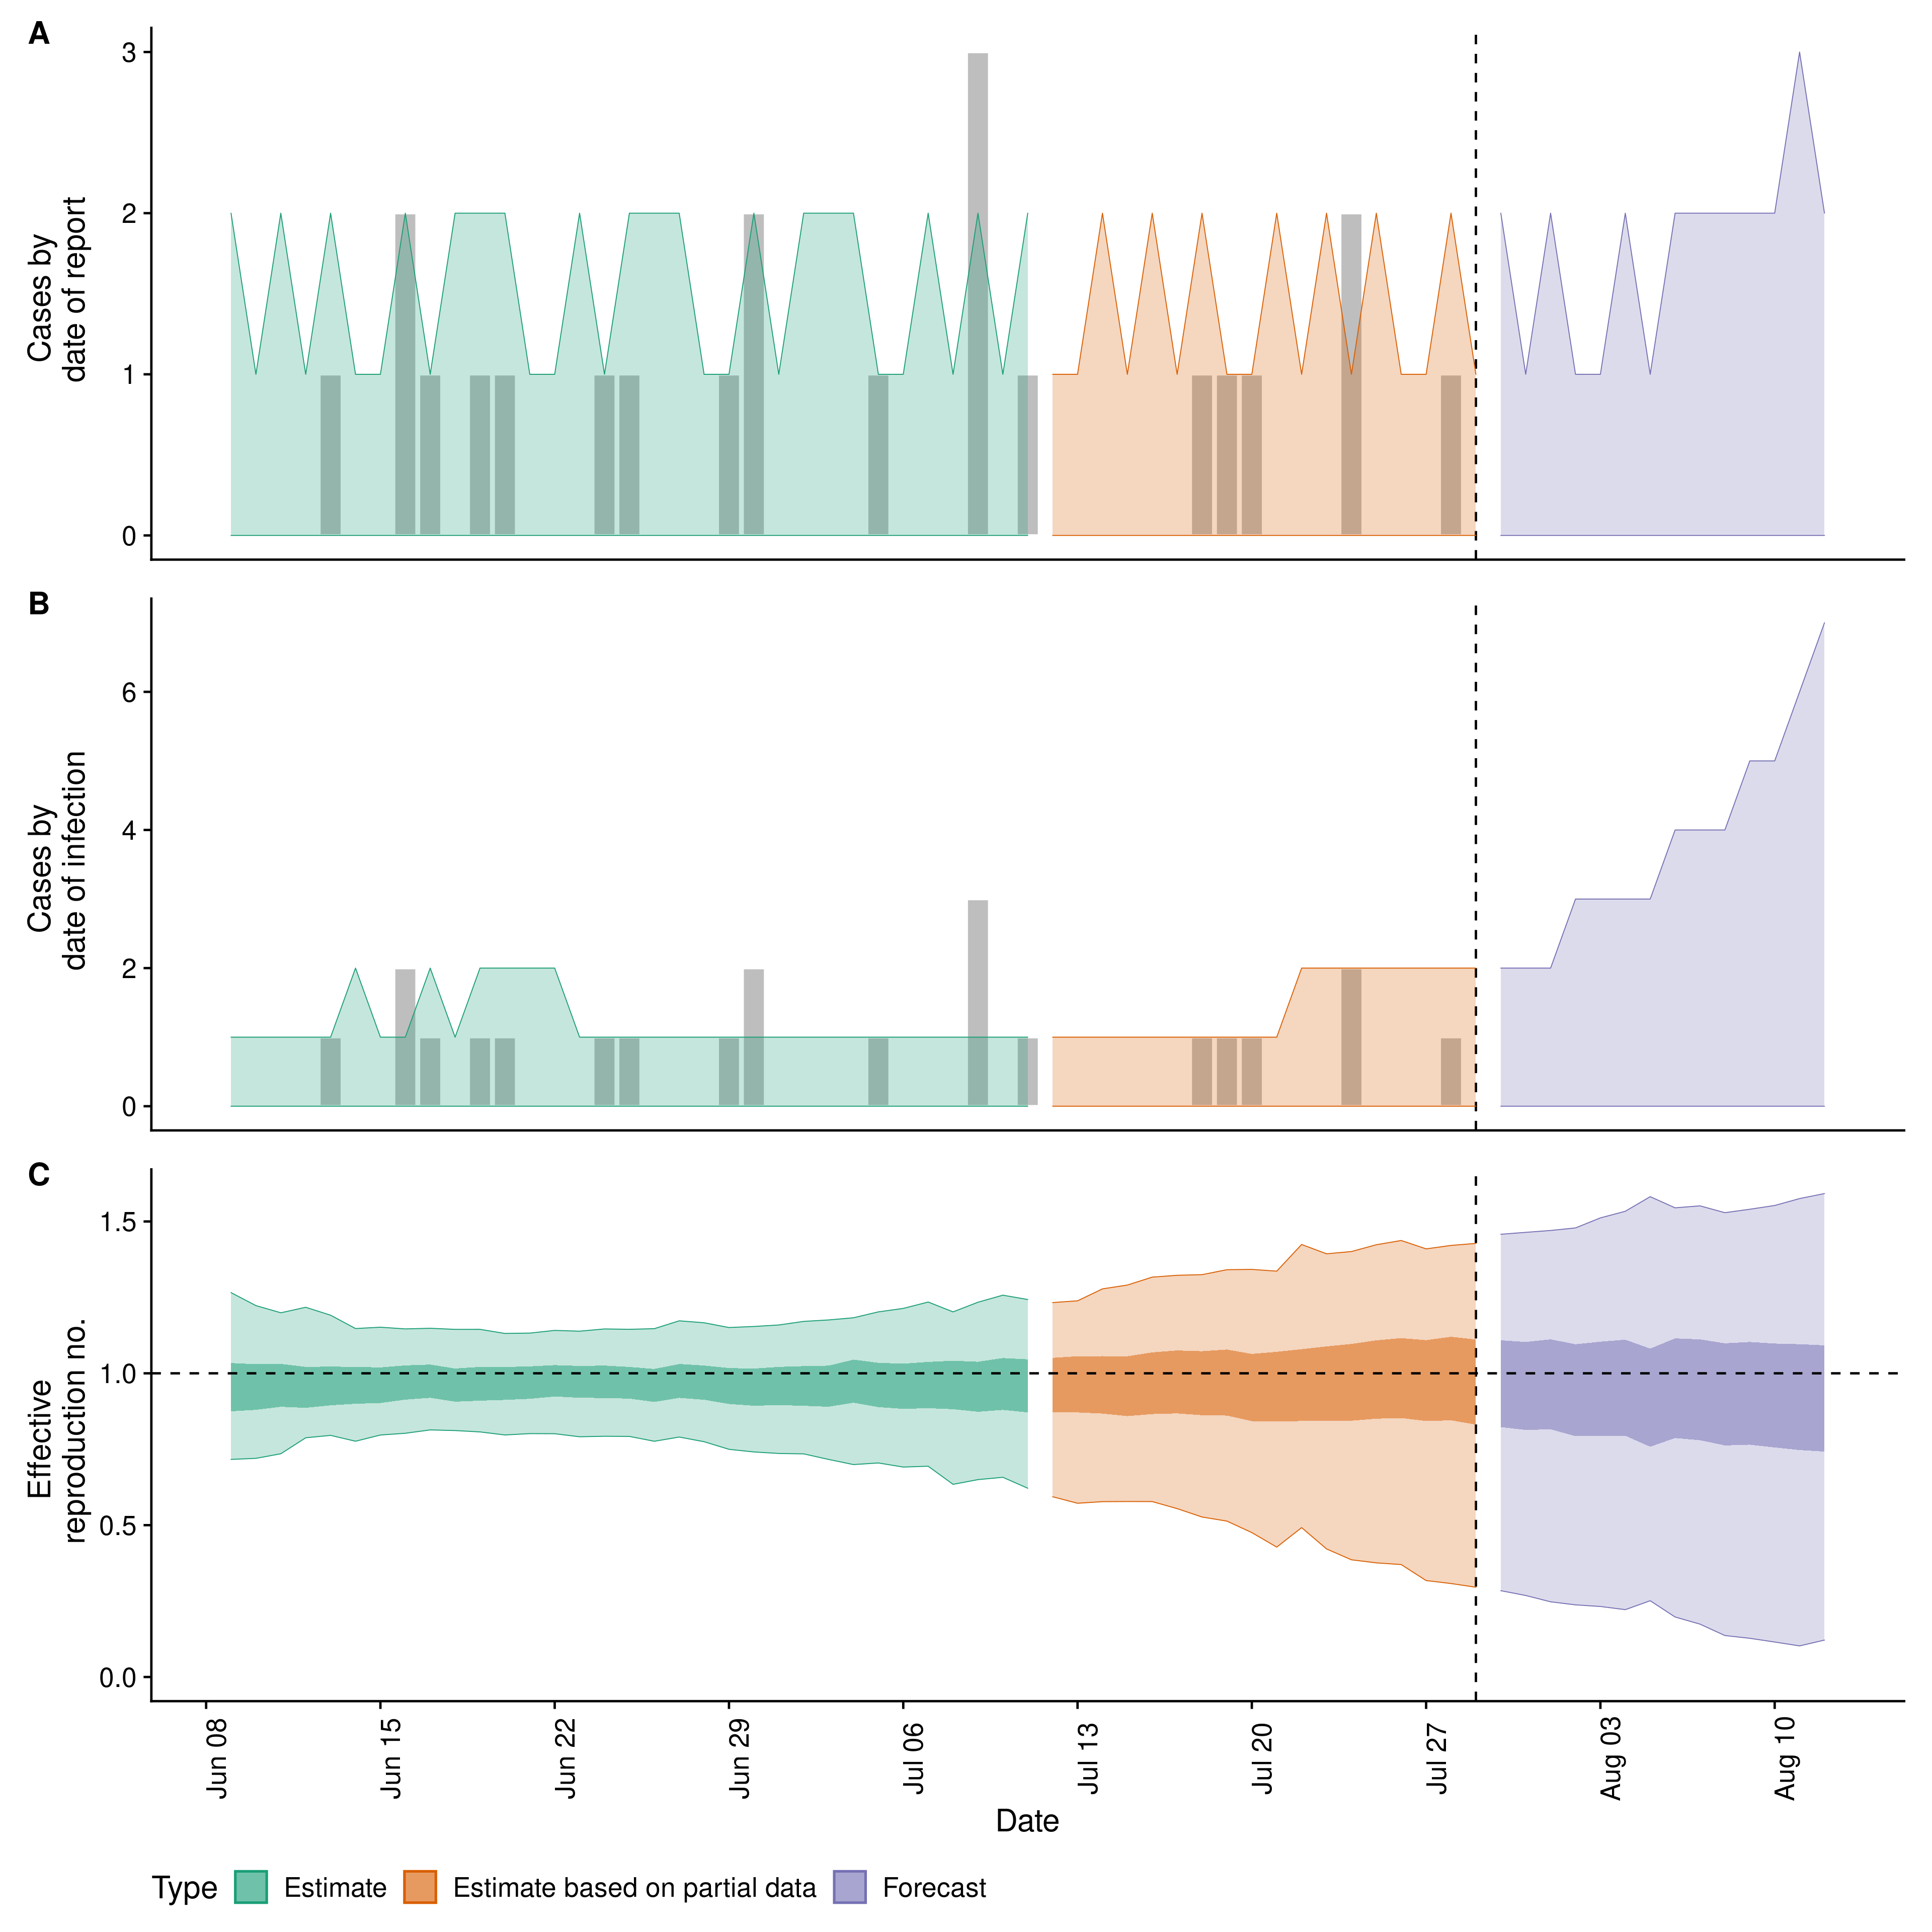 A
3
2
1
0
Cases by
date of report
B
6
4
2
0
Cases by
date of infection
C
1.5
1.0
0.5
0.0
Effective
reproduction no.
Jun 08
Jun 15
Jun 22
Jun 29
Jul 06
Jul 13
Jul 20
Jul 27
Aug 03
Aug 10
Date
Type Estimate Estimate based on partial data Forecast